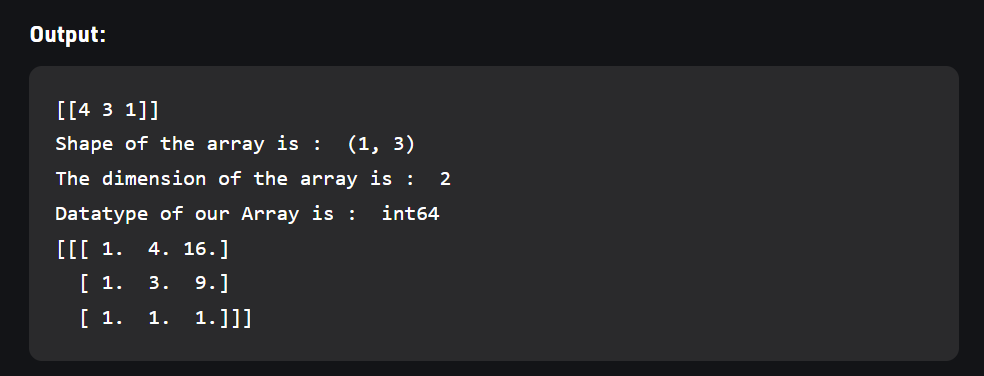 Output:
[[4 3 1]]
Shape of the array is :  (1, 3)
The dimension of the array is :  2
Datatype of our Array is :  int64
[[[ 1.  4. 16.]
  [ 1.  3.  9.]
  [ 1.  1.  1.]]]